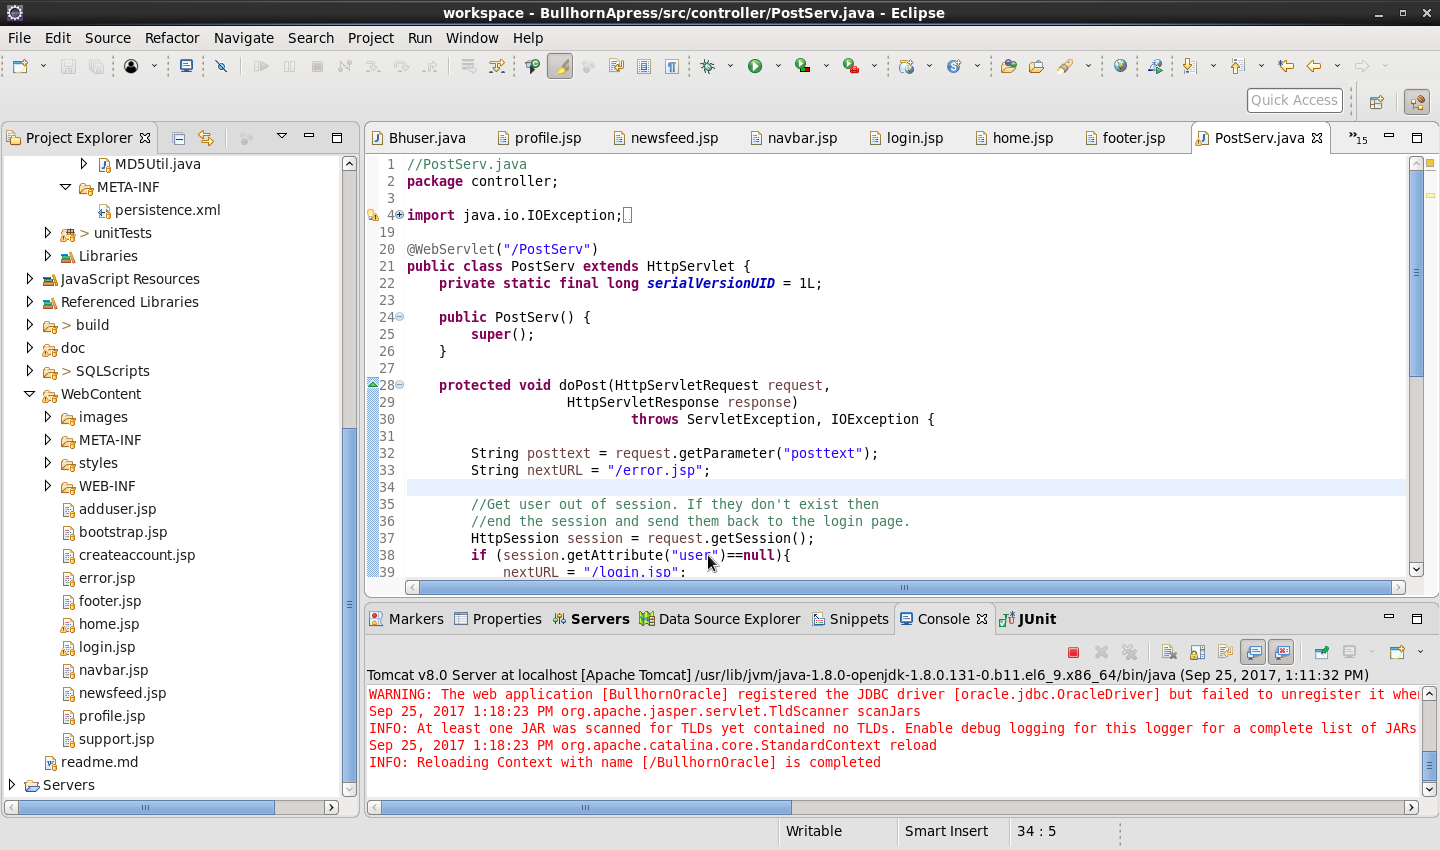 workspace - BullhornApress/src/controller/PostServ.java - Eclipse
File Edit Source Refactor Navigate Search Project Run Window Help
Quick Access
Project Explorer
MD5Util.java
META-INF
persistence.xml
> unitTests
Libraries
JavaScript Resources
Referenced Libraries
> build
doc
> SQLScripts
WebContent
images
META-INF
styles
WEB-INF
adduser.jsp
bootstrap.jsp
createaccount.jsp
error.jsp
footer.jsp
home.jsp
login.jsp
navbar.jsp
newsfeed.jsp
profile.jsp
support.jsp
readme.md
Servers
Bhuser.java profile.jsp newsfeed.jsp navbar.jsp login.jsp home.jsp footer.jsp PostServ.java »15
1 //PostServ.java
2 package controller;
3
4 import java.io.IOException;
19
20 @WebServlet("/PostServ")
21 public class PostServ extends HttpServlet {
22 private static final long serialVersionUID = 1L;
23
24 public PostServ() {
25 super();
26 }
27
28 protected void doPost(HttpServletRequest request,
29 HttpServletResponse response)
30 throws ServletException, IOException {
31
32 String posttext = request.getParameter("posttext");
33 String nextURL = "/error.jsp";
34
35 //Get user out of session. If they don't exist then
36 //end the session and send them back to the login page.
37 HttpSession session = request.getSession();
38 if (session.getAttribute("user")==null){
39 nextURL = "/login.jsp";
Markers Properties Servers Data Source Explorer Snippets Console JUnit
Tomcat v8.0 Server at localhost [Apache Tomcat] /usr/lib/jvm/java-1.8.0-openjdk-1.8.0.131-0.b11.el6_9.x86_64/bin/java (Sep 25, 2017, 1:11:32 PM)
WARNING: The web application [BullhornOracle] registered the JDBC driver [oracle.jdbc.OracleDriver] but failed to unregister it whe
Sep 25, 2017 1:18:23 PM org.apache.jasper.servlet.TldScanner scanJars
INFO: At least one JAR was scanned for TLDs yet contained no TLDs. Enable debug logging for this logger for a complete list of JARs
Sep 25, 2017 1:18:23 PM org.apache.catalina.core.StandardContext reload
INFO: Reloading Context with name [/BullhornOracle] is completed
Writable Smart Insert 34 : 5